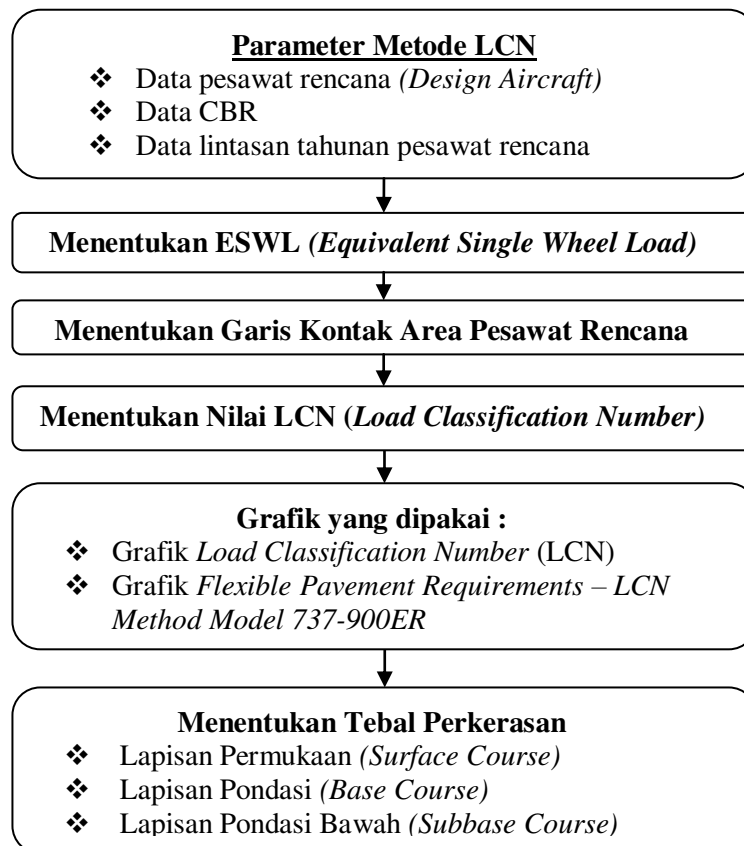 Parameter Metode LCN
❖ Data pesawat rencana (Design Aircraft)
❖ Data CBR
❖ Data lintasan tahunan pesawat rencana
Menentukan ESWL (Equivalent Single Wheel Load)
Menentukan Garis Kontak Area Pesawat Rencana
Menentukan Nilai LCN (Load Classification Number)
Grafik yang dipakai :
❖ Grafik Load Classification Number (LCN)
❖ Grafik Flexible Pavement Requirements – LCN
Method Model 737-900ER
Menentukan Tebal Perkerasan
❖ Lapisan Permukaan (Surface Course)
❖ Lapisan Pondasi (Base Course)
❖ Lapisan Pondasi Bawah (Subbase Course)